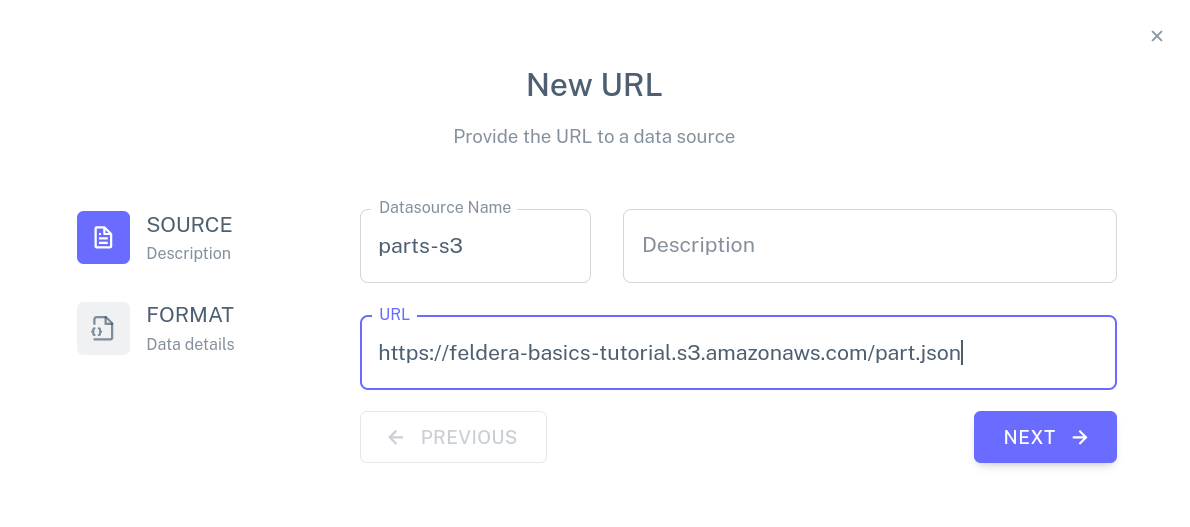 New URL
Provide the URL to a data source
SOURCE
Description
FORMAT
Data details
Datasource Name
parts-s3
Description
URL
https://feldera-basics-tutorial.s3.amazonaws.com/part.json
PREVIOUS
NEXT